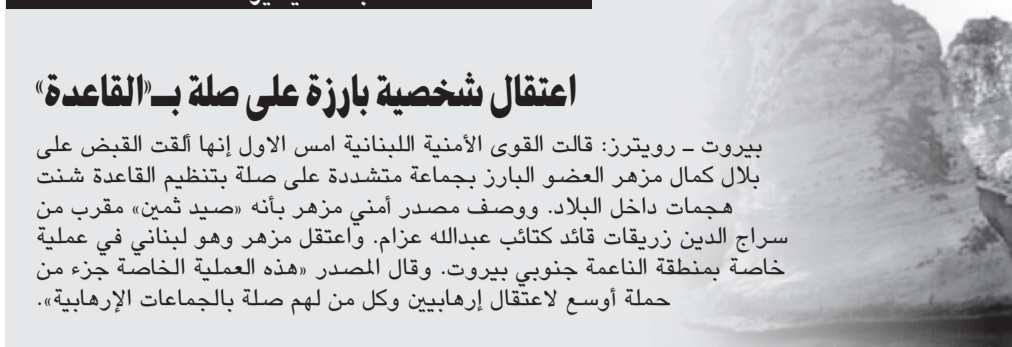 اعتقال شخصية بارزة على صلة بـ«القاعدة»
بيروت ـ رويترز: قالت القوى الأمنية اللبنانية امس الاول إنها ألقت القبض على
بلال كمال مزهر العضو البارز بجماعة متشددة على صلة بتنظيم القاعدة شنت
هجمات داخل البلاد. ووصف مصدر أمني مزهر بأنه «صيد ثمين» مقرب من
سراج الدين زريقات قائد كتائب عبدالله عزام. واعتقل مزهر وهو لبناني في عملية
خاصة بمنطقة الناعمة جنوبي بيروت. وقال المصدر «هذه العملية الخاصة جزء من
حملة أوسع لاعتقال إرهابيين وكل من لهم صلة بالجماعات الإرهابية».